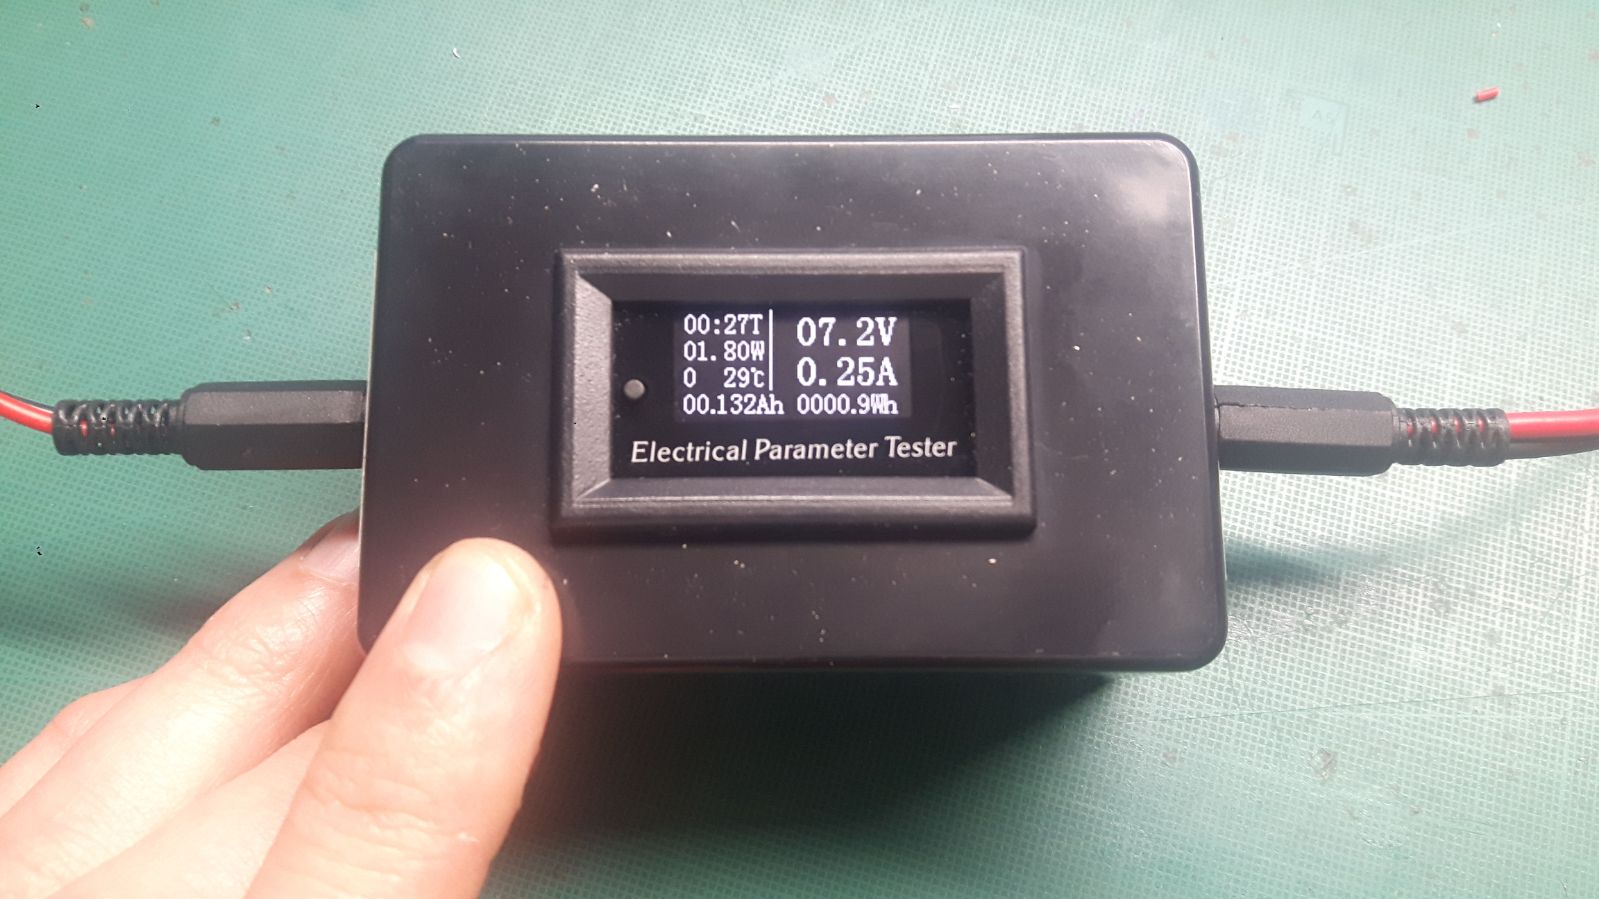 00:27T
01.80W
0 29℃
07.2V
0.25A
00.132Ah 0000.9Wh
Electrical Parameter Tester